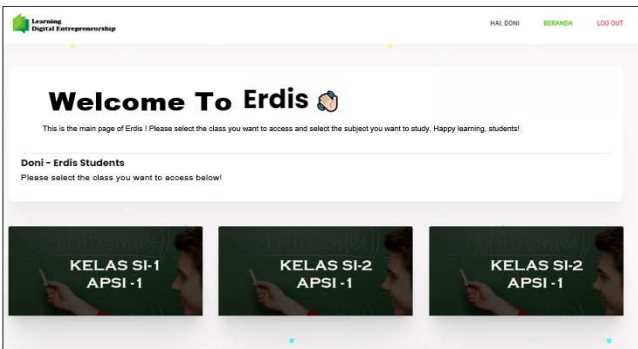 Learning
Digital Entrepreneurship
HAI, DONI
BERANDA
LOG OUT
Welcome To Erdis
This is the main page of Erdis ! Please select the class you want to access and select the subject you want to study. Happy learning, students!
Doni - Erdis Students
Please select the class you want to access below!
KELAS SI-1
APSI -1
KELAS SI-2
APSI -1
KELAS SI-2
APSI -1